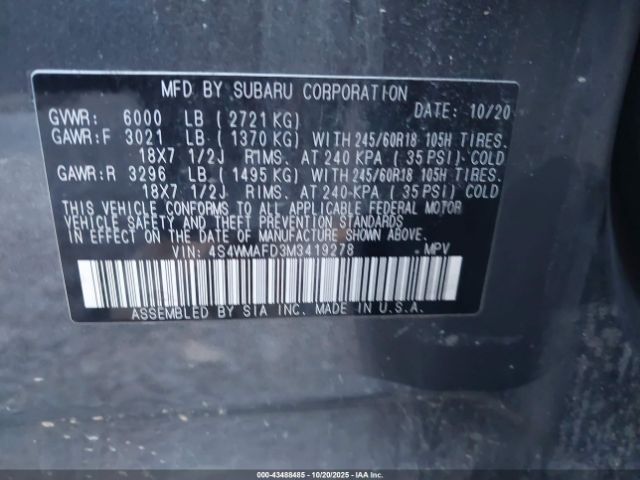 MFD BY SUBARU CORPORATION
GVWR: 6000 LB ( 2721 KG) DATE: 10/20
GAWR:F 3021 LB ( 1370 KG) WITH 245/60R18 105H TIRES.
18X7 1/2J RIMS. AT 240 KPA ( 35 PSI) COLD
GAWR:R 3296 LB ( 1495 KG) WITH 245/60R18 105H TIRES.
18X7 1/2J RIMS. AT 240 KPA ( 35 PSI) COLD
THIS VEHICLE CONFORMS TO ALL APPLICABLE FEDERAL MOTOR
VEHICLE SAFETY AND THEFT PREVENTION STANDARDS
IN EFFECT ON THE DATE OF MANUFACTURE SHOWN ABOVE.
VIN: 4S4WMAFD3M3419278 . MPV
ASSEMBLED BY SIA INC. MADE IN U.S.A.
000-43488485 - 10/20/2025 - IAAI.COM